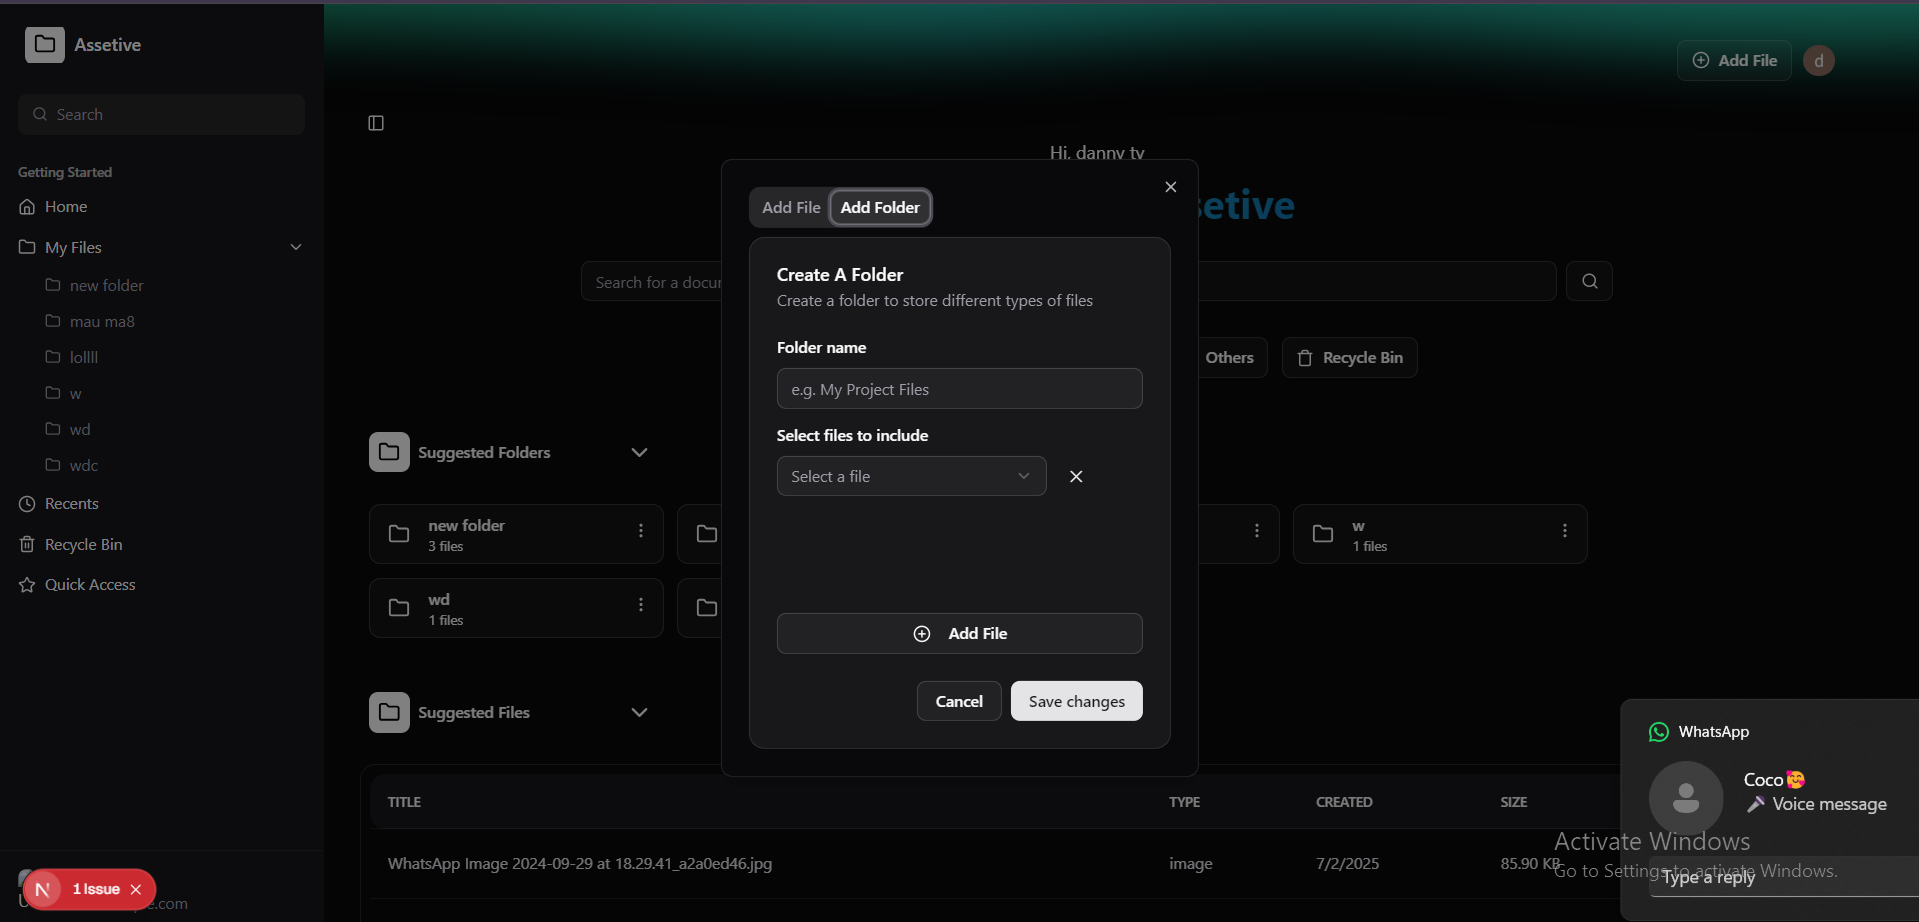 Assetive
Search
Getting Started
Home
My Files
new folder
mau ma8
lollll
w
wd
wdc
Recents
Recycle Bin
Quick Access
N 1 Issue
U
.com
Add File
d
Hi, danny ty
setive
Search for a docu
Others
Recycle Bin
Suggested Folders
new folder
3 files
w
1 files
wd
1 files
Suggested Files
TITLE TYPE CREATED SIZE
WhatsApp Image 2024-09-29 at 18.29.41_a2a0ed46.jpg image 7/2/2025 85.90 KB
Add File Add Folder
Create A Folder
Create a folder to store different types of files
Folder name
e.g. My Project Files
Select files to include
Select a file
Add File
Cancel Save changes
WhatsApp
Coco🥰
🎤 Voice message
Activate Windows
Go to Settings to activate Windows.
Type a reply